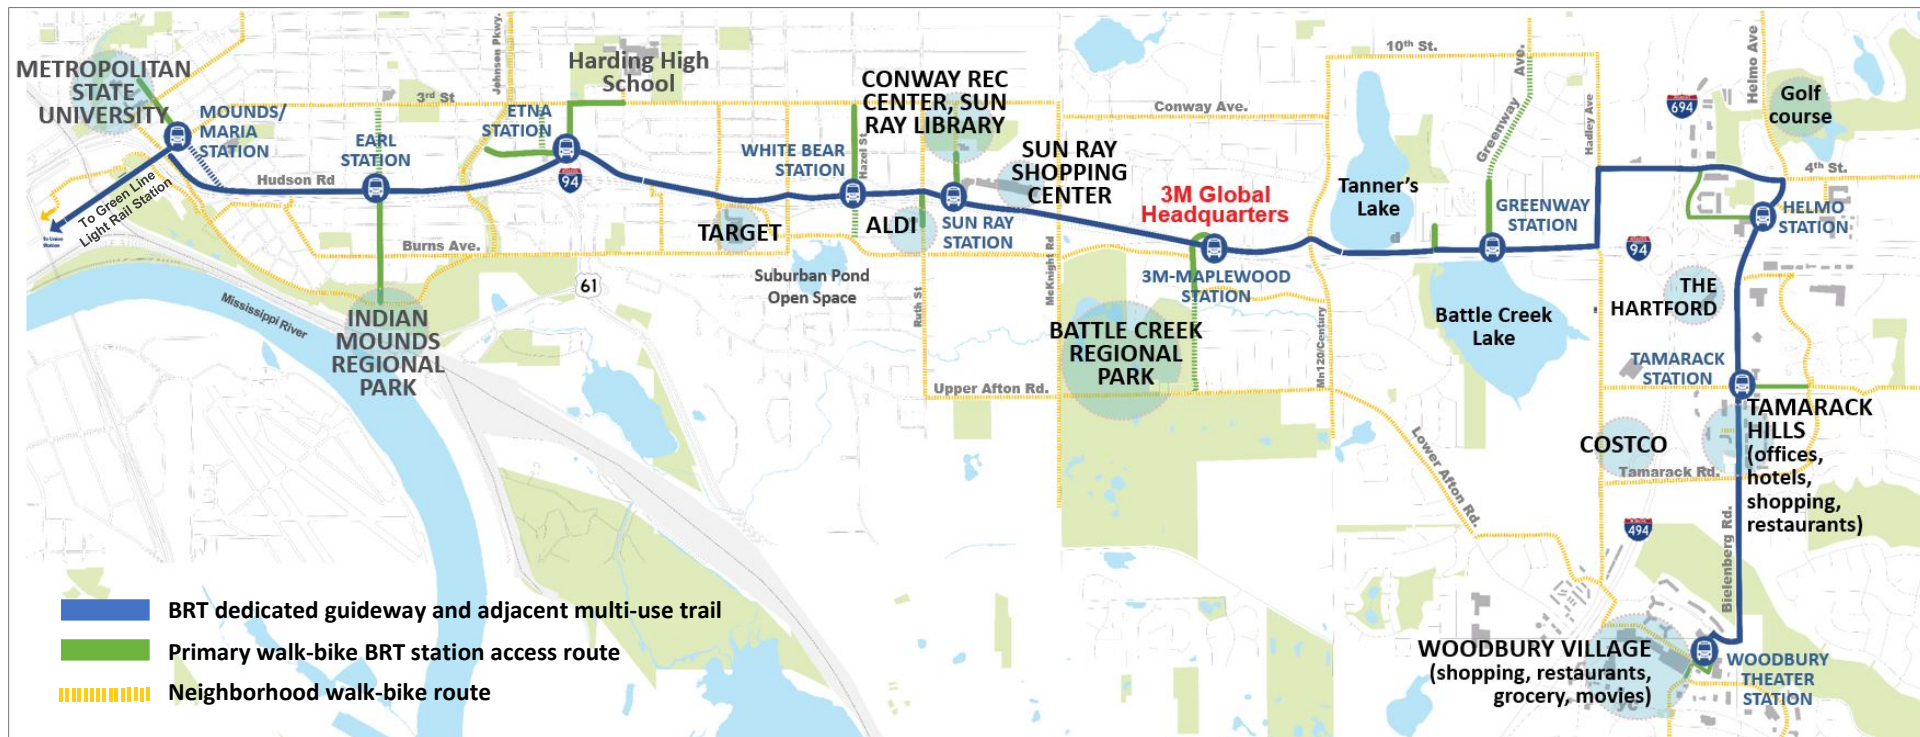 METROPOLITAN
STATE
UNIVERSITY
MOUNDS/
MARIA
STATION
To Green Line
Light Rail Station
Hudson Rd
3rd St
EARL
STATION
Johnsen Pkwy.
ETNA
STATION
Harding High
School
94
Burns Ave.
61
Mississippi River
INDIAN
MOUNDS
REGIONAL
PARK
TARGET
WHITE BEAR
STATION
Hazel St
CONWAY REC
CENTER, SUN
RAY LIBRARY
SUN RAY
SHOPPING
CENTER
ALDI
SUN RAY
STATION
Suburban Pond
Open Space
Ruth St
McKnight Rd
Upper Afton Rd.
BATTLE CREEK
REGIONAL
PARK
Conway Ave.
3M Global
Headquarters
3M-MAPLEWOOD
STATION
Mn120/Century
10th St.
Tanner's
Lake
Greenway Ave.
GREENWAY
STATION
Hadley Ave
Battle Creek
Lake
Lower Afton Rd.
694
Helmo Ave
Golf
course
4th St.
HELMO
STATION
94
THE
HARTFORD
TAMARACK
STATION
TAMARACK
HILLS
(offices,
hotels,
shopping,
restaurants)
COSTCO
Tamarack Rd.
494
Bielenberg Rd.
WOODBURY VILLAGE
(shopping, restaurants,
grocery, movies)
WOODBURY
THEATER
STATION
BRT dedicated guideway and adjacent multi-use trail
Primary walk-bike BRT station access route
Neighborhood walk-bike route